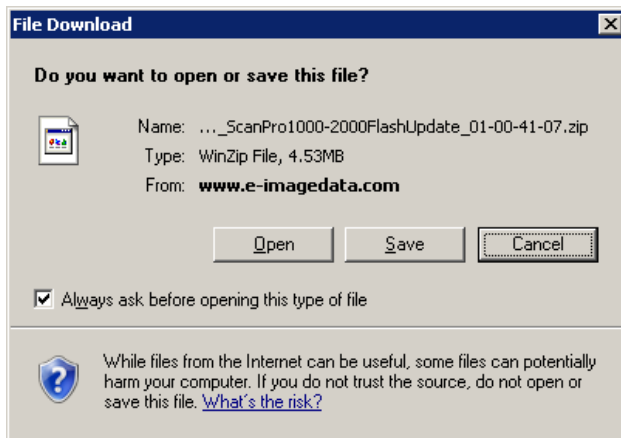 File Download
Do you want to open or save this file?
Name: ..._ScanPro1000-2000FlashUpdate_01-00-41-07.zip
Type: WinZip File, 4.53MB
From: www.e-imagedata.com
Open Save Cancel
Always ask before opening this type of file
While files from the Internet can be useful, some files can potentially
harm your computer. If you do not trust the source, do not open or
save this file. What's the risk?